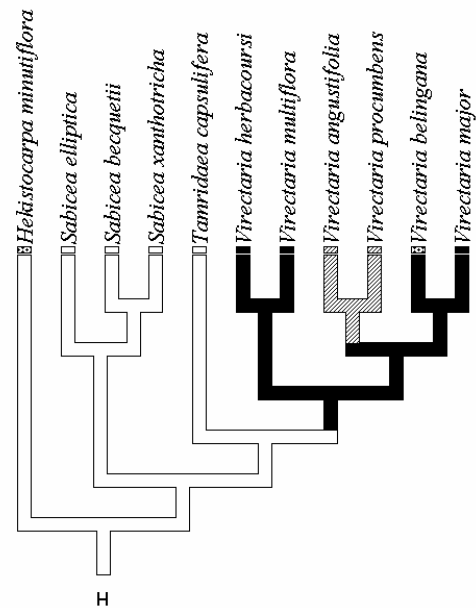 Hekistocarpa minutiflora
Sabicea elliptica
Sabicea becquetii
Sabicea xanthotricha
Tamridaea capsulifera
Virectaria herbacoursi
Virectaria multiflora
Virectaria angustifolia
Virectaria procumbens
Virectaria belingana
Virectaria major
H